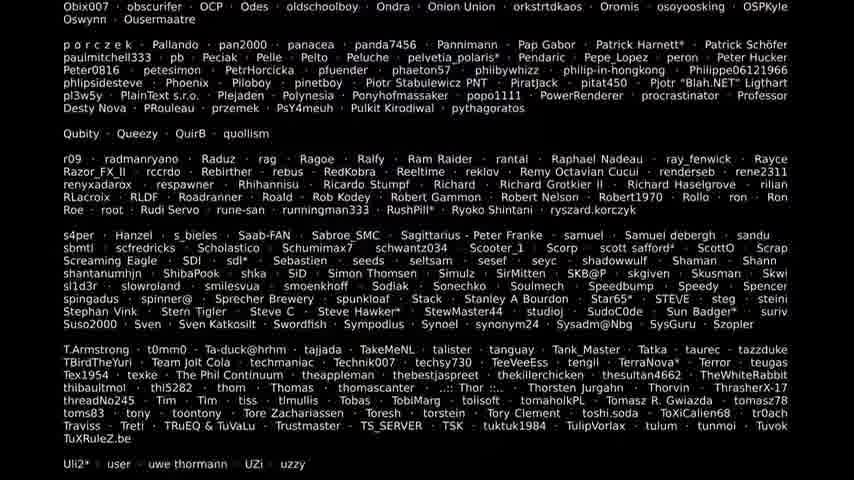 Obix007 · obscurifer · OCP · Odes · oldschoolboy · Ondra · Onion Union · orkstrtdkaos · Oromis · osoyoosking · OSPKyle
Oswynn · Ousermaatre
p o r c z e k · Pallando · pan2000 · panacea · panda7456 · Pannimann · Pap Gabor · Patrick Harnett* · Patrick Schöfer
paulmitchell333 · pb · Peciak · Pelle · Pelto · Peluche · pelvetia_polaris* · Pendaric · Pepe_Lopez · peron · Peter Hucker
Peter0816 · petesimon · PetrHorcicka · pfuender · phaeton57 · philbywhizz · philip-in-hongkong · Philippe06121966
phlipsidesteve · Phoenix · Piloboy · pinetboy · Piotr Stabulewicz PNT · PiratJack · pitat450 · Pjotr "Blah.NET" Ligthart
pl3w5y · PlainText s.r.o. · Plejaden · Polynesia · Ponyhofmassaker · popo1111 · PowerRenderer · procrastinator · Professor
Desty Nova · PRouleau · przemek · PsY4meuh · Pulkit Kirodiwal · pythagoratos
Qubity · Queezy · QuirB · quollism
r09 · radmanryano · Raduz · rag · Ragoe · Ralfy · Ram Raider · rantal · Raphael Nadeau · ray_fenwick · Rayce
Razor_FX_II · rccrdo · Rebirther · rebus · RedKobra · Reeltime · reklov · Remy Octavian Cucui · renderseb · rene2311
renyxadarox · respawner · Rhihannisu · Ricardo Stumpf · Richard · Richard Grotkier II · Richard Haselgrove · rilian
RLacroix · RLDF · Roadranner · Roald · Rob Kodey · Robert Gammon · Robert Nelson · Robert1970 · Rollo · ron · Ron
Roe · root · Rudi Servo · rune-san · runningman333 · RushPill* · Ryoko Shintani · ryszard.korczyk
s4per · Hanzel · s_bieles · Saab-FAN · Sabroe_SMC · Sagittarius - Peter Franke · samuel · Samuel debergh · sandu
sbmtl · scfredricks · Scholastico · Schumimax7 · schwantz034 · Scooter_1 · Scorp · scott safford² · ScottO · Scrap
Screaming Eagle · SDI · sdl* · Sebastien · seeds · seltsam · sesef · seyc · shadowwulf · Shaman · Shann
shantanumhjn · ShibaPook · shka · SiD · Simon Thomsen · Simulz · SirMitten · SKB@P · skgiven · Skusman · Skwi
sl1d3r · slowroland · smilesvua · smoenkhoff · Sodiak · Sonechko · Soulmech · Speedbump · Speedy · Spencer
spingadus · spinner@ · Sprecher Brewery · spunkloaf · Stack · Stanley A Bourdon · Star65* · STE\/E · steg · steini
Stephan Vink · Stern Tigler · Steve C · Steve Hawker* · StewMaster44 · studioj · SudoC0de · Sun Badger* · suriv
Suso2000 · Sven · Sven Katkosilt · Swordfish · Sympodius · Synoel · synonym24 · Sysadm@Nbg · SysGuru · Szopler
T.Armstrong · t0mm0 · Ta-duck@hrhm · tajjada · TakeMeNL · talister · tanguay · Tank_Master · Tatka · taurec · tazzduke
TBirdTheYuri · Team Jolt Cola · techmaniac · Technik007 · techsy730 · TeeVeeEss · tengli · TerraNova* · Terror · teugas
Tex1954 · texke · The Phil Continuum · theappleman · thebestjaspreet · thekillerchicken · thesultan4662 · TheWhiteRabbit
thibaultmol · thi5282 · thom · Thomas · thomascanter · ..:: Thor ::.. · Thorsten Jurgahn · Thorvin · ThrasherX-17
threadNo245 · Tim · Tim · tiss · tlmullis · Tobas · TobiMarg · tolisoft · tomaholkPL · Tomasz R. Gwiazda · tomasz78
toms83 · tony · toontony · Tore Zachariassen · Toresh · torstein · Tory Clement · toshi.soda · ToXiCalien68 · tr0ach
Traviss · Treti · TRuEQ & TuVaLu · Trustmaster · TS_SERVER · TSK · tuktuk1984 · TulipVorlax · tulum · tunmoi · Tuvok
TuXRuleZ.be
Uli2* · user · uwe thormann · UZi · uzzy